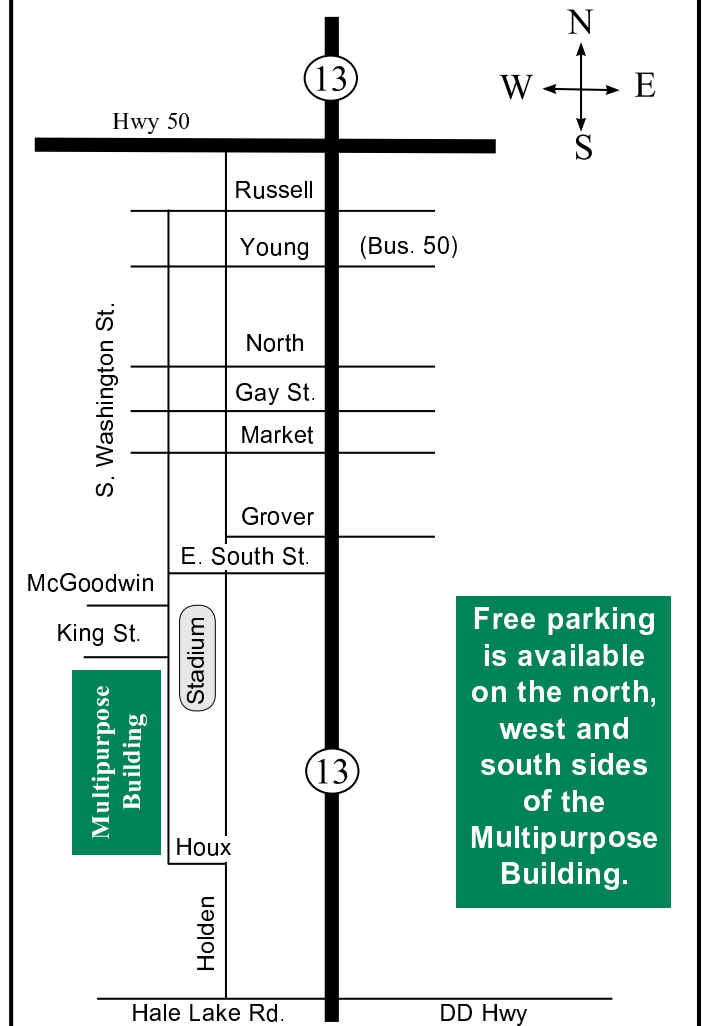 N
13
W E
Hwy 50
S
Russell
Young (Bus. 50)
S. Washington St.
North
Gay St.
Market
Grover
E. South St.
McGoodwin
King St.
Stadium
Free parking
is available
on the north,
west and
south sides
of the
Multipurpose
Building.
Multipurpose
Building
13
Houx
Holden
Hale Lake Rd. DD Hwy